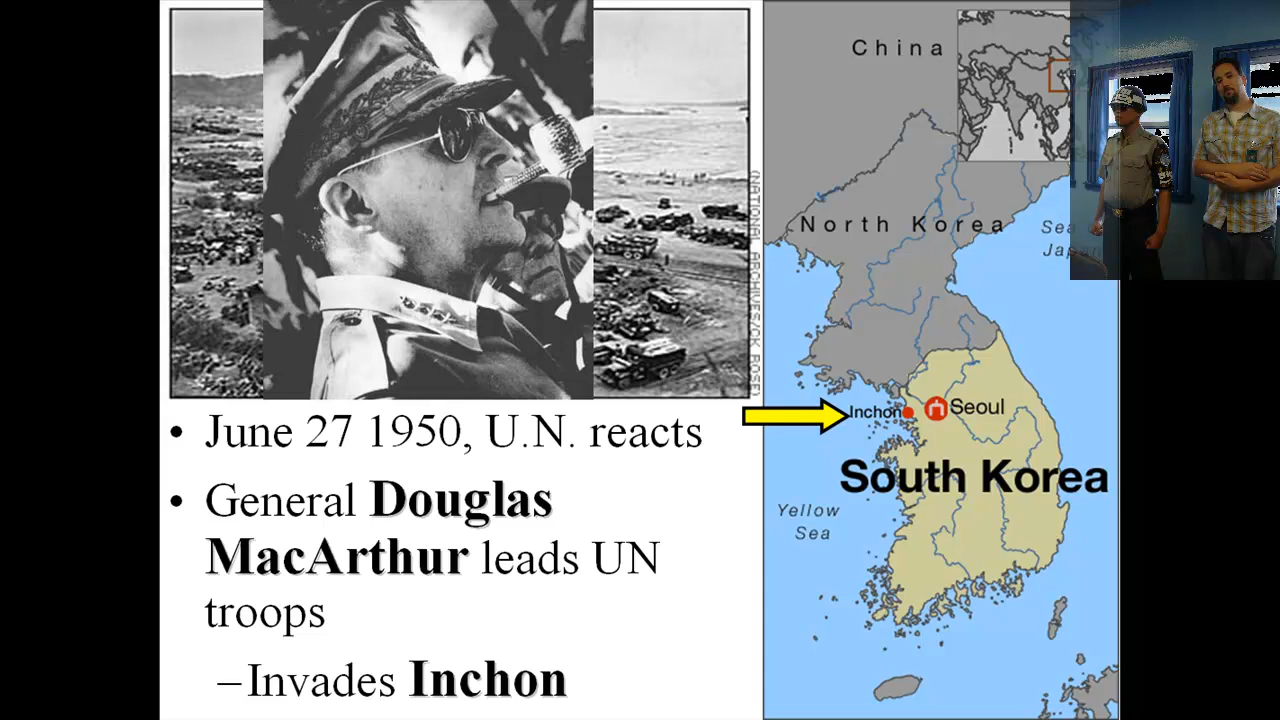 (NATIONAL ARCHIVES/CK ROSE)
• June 27 1950, U.N. reacts
• General Douglas
MacArthur leads UN
troops
–Invades Inchon
China
North Korea
Sea
Japan
Inchon
Seoul
South Korea
Yellow
Sea